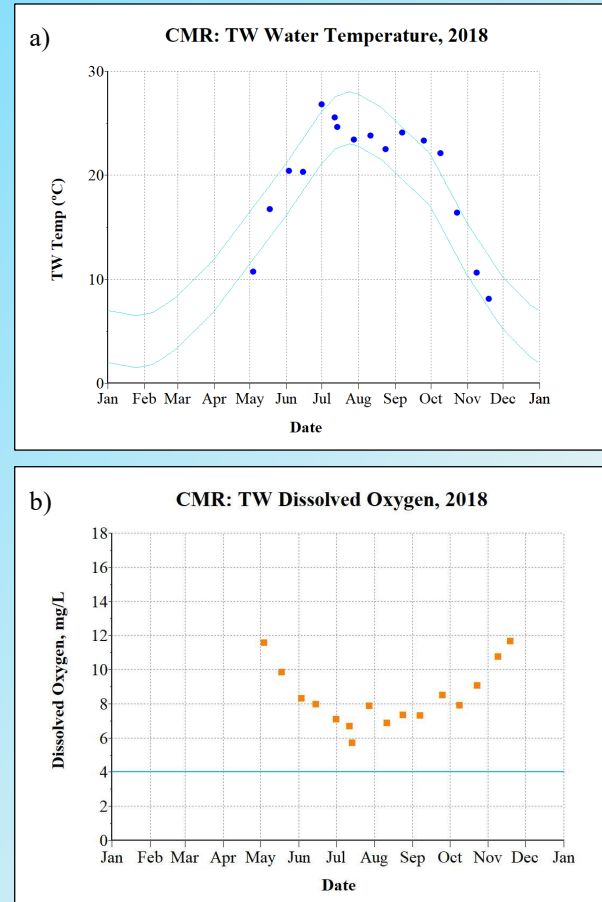 a)
CMR: TW Water Temperature, 2018
TW Temp (°C)
30
20
10
0
Jan Feb Mar Apr May Jun Jul Aug Sep Oct Nov Dec Jan
Date
b)
CMR: TW Dissolved Oxygen, 2018
Dissolved Oxygen, mg/L
18
16
14
12
10
8
6
4
2
0
Jan Feb Mar Apr May Jun Jul Aug Sep Oct Nov Dec Jan
Date